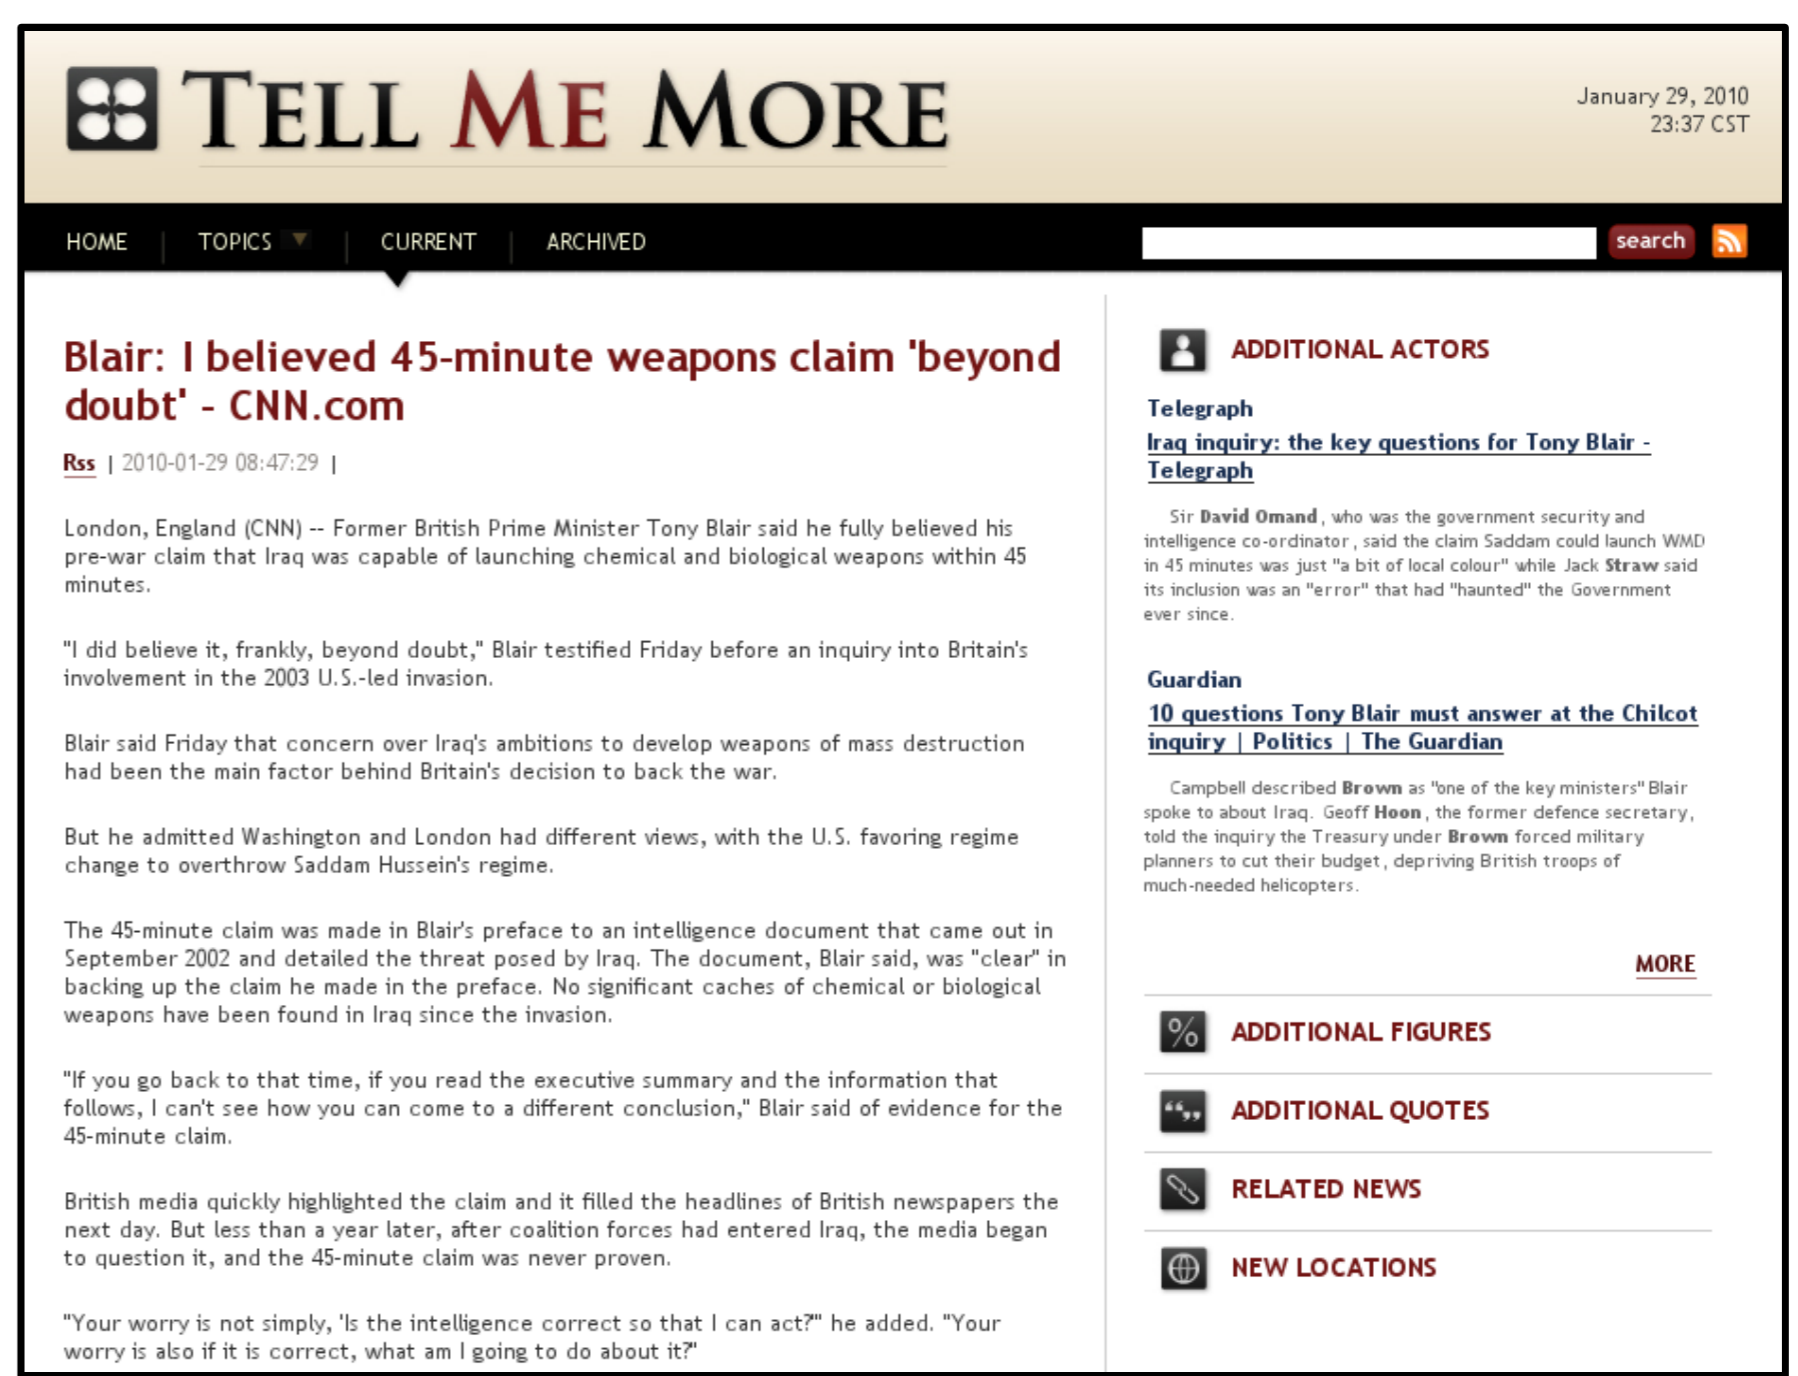 TELL ME MORE
January 29, 2010
23:37 CST
HOME TOPICS CURRENT ARCHIVED search
Blair: I believed 45-minute weapons claim 'beyond
doubt' - CNN.com
Rss | 2010-01-29 08:47:29 |
London, England (CNN) -- Former British Prime Minister Tony Blair said he fully believed his
pre-war claim that Iraq was capable of launching chemical and biological weapons within 45
minutes.
"I did believe it, frankly, beyond doubt," Blair testified Friday before an inquiry into Britain's
involvement in the 2003 U.S.-led invasion.
Blair said Friday that concern over Iraq's ambitions to develop weapons of mass destruction
had been the main factor behind Britain's decision to back the war.
But he admitted Washington and London had different views, with the U.S. favoring regime
change to overthrow Saddam Hussein's regime.
The 45-minute claim was made in Blair's preface to an intelligence document that came out in
September 2002 and detailed the threat posed by Iraq. The document, Blair said, was "clear" in
backing up the claim he made in the preface. No significant caches of chemical or biological
weapons have been found in Iraq since the invasion.
"If you go back to that time, if you read the executive summary and the information that
follows, I can't see how you can come to a different conclusion," Blair said of evidence for the
45-minute claim.
British media quickly highlighted the claim and it filled the headlines of British newspapers the
next day. But less than a year later, after coalition forces had entered Iraq, the media began
to question it, and the 45-minute claim was never proven.
"Your worry is not simply, 'Is the intelligence correct so that I can act?'" he added. "Your
worry is also if it is correct, what am I going to do about it?"
ADDITIONAL ACTORS
Telegraph
Iraq inquiry: the key questions for Tony Blair -
Telegraph
Sir David Omand, who was the government security and
intelligence co-ordinator, said the claim Saddam could launch WMD
in 45 minutes was just "a bit of local colour" while Jack Straw said
its inclusion was an "error" that had "haunted" the Government
ever since.
Guardian
10 questions Tony Blair must answer at the Chilcot
inquiry | Politics | The Guardian
Campbell described Brown as "one of the key ministers" Blair
spoke to about Iraq. Geoff Hoon, the former defence secretary,
told the inquiry the Treasury under Brown forced military
planners to cut their budget, depriving British troops of
much-needed helicopters.
MORE
% ADDITIONAL FIGURES
ADDITIONAL QUOTES
RELATED NEWS
NEW LOCATIONS